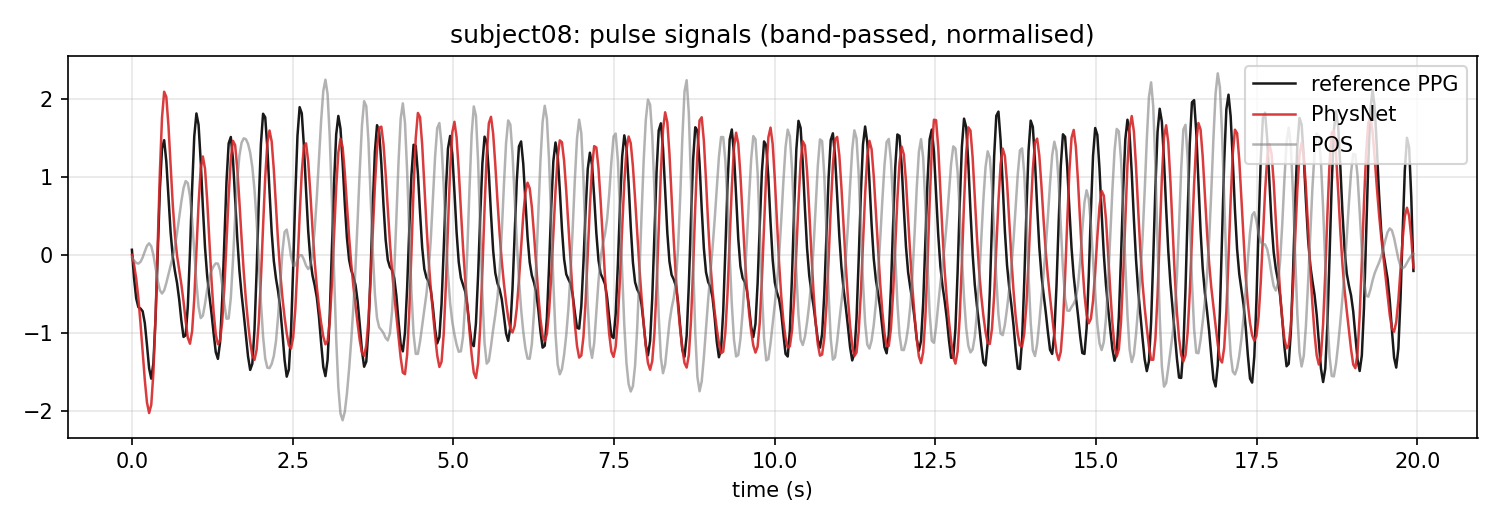 subject08: pulse signals (band-passed, normalised)
reference PPG
PhysNet
POS
2
1
0
−1
−2
0.0 2.5 5.0 7.5 10.0 12.5 15.0 17.5 20.0
time (s)